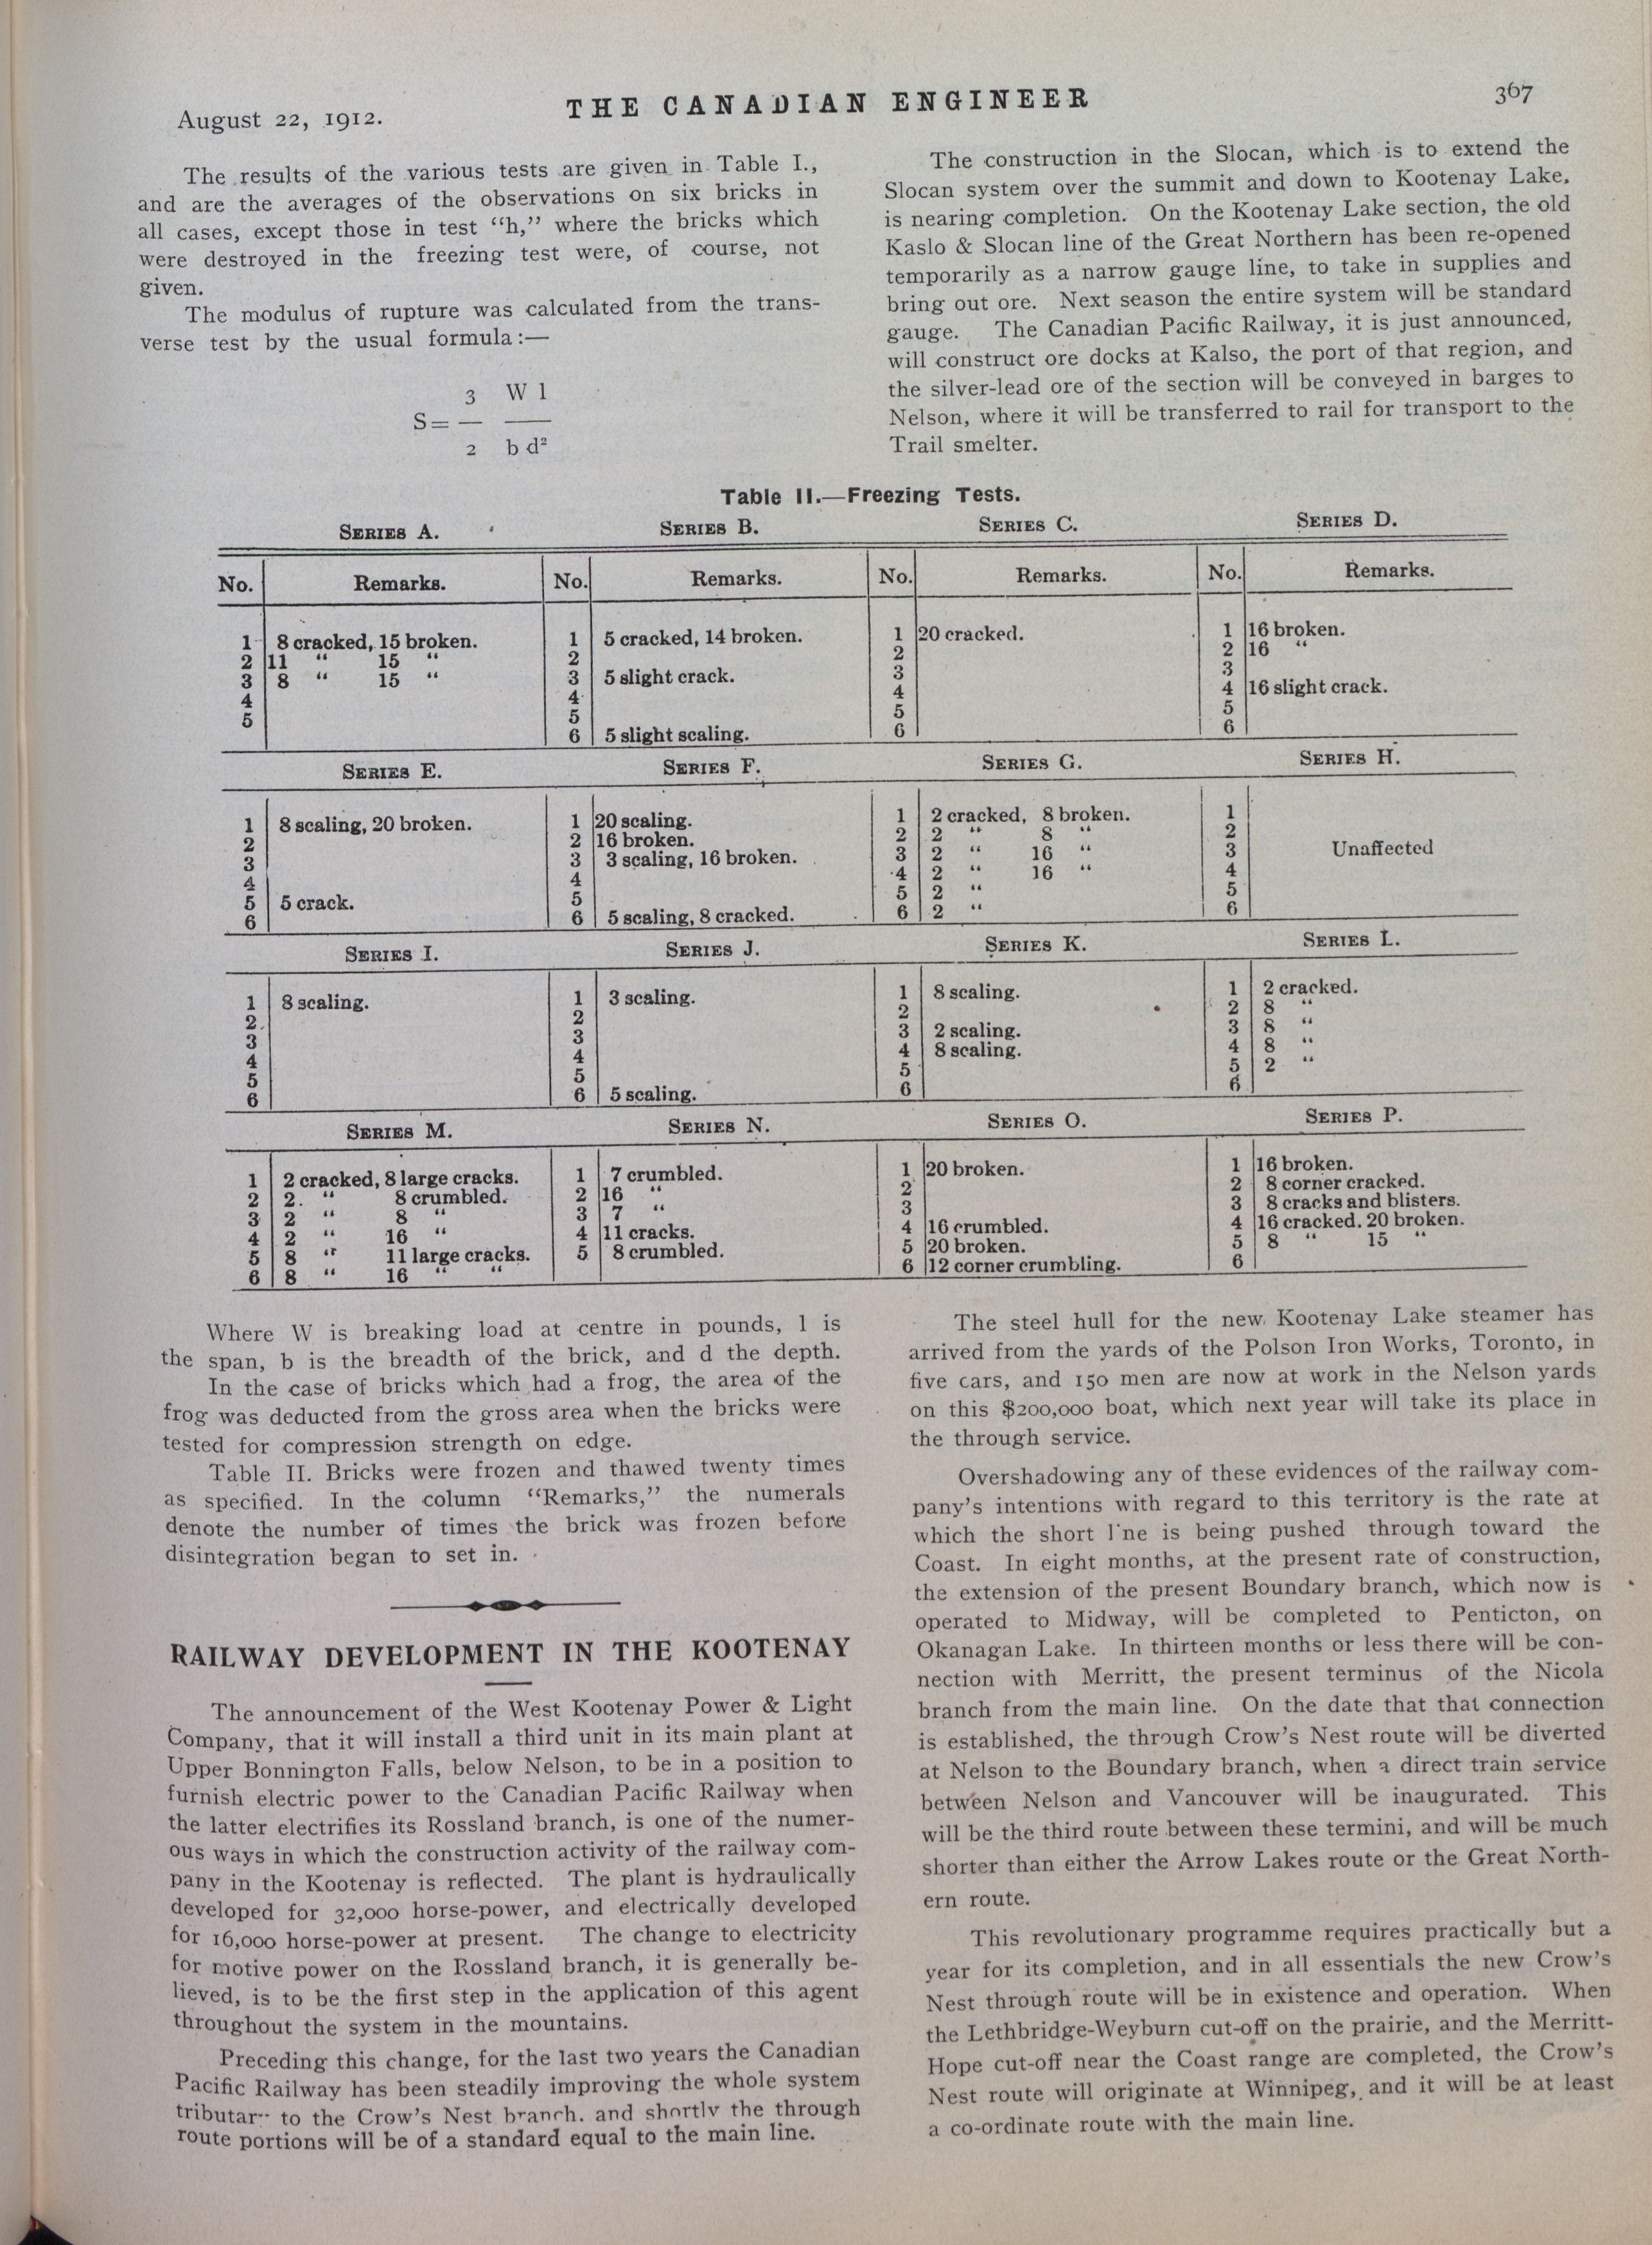 August 22, 1912.
THE CANADIAN ENGINEER
367
The results of the various tests are given in Table I.,
and are the averages of the observations on six bricks in
all cases, except those in test “h,” where the bricks which
were destroyed in the freezing test were, of course, not
given.
The modulus of rupture was calculated from the trans-
verse test by the usual formula:—
3 W l
S= — —
2 b d²
The construction in the Slocan, which is to extend the
Slocan system over the summit and down to Kootenay Lake,
is nearing completion. On the Kootenay Lake section, the old
Kaslo & Slocan line of the Great Northern has been re-opened
temporarily as a narrow gauge line, to take in supplies and
bring out ore. Next season the entire system will be standard
gauge. The Canadian Pacific Railway, it is just announced,
will construct ore docks at Kalso, the port of that region, and
the silver-lead ore of the section will be conveyed in barges to
Nelson, where it will be transferred to rail for transport to the
Trail smelter.
Table II.—Freezing Tests.
SERIES A. SERIES B. SERIES C. SERIES D.
No. Remarks. No. Remarks. No. Remarks. No. Remarks.
1 8 cracked, 15 broken. 1 5 cracked, 14 broken. 1 20 cracked. 1 16 broken.
2 11 “ 15 “ 2 2 2 16 “
3 8 “ 15 “ 3 5 slight crack. 3 3
4 4 4 4 16 slight crack.
5 5 5 5
6 5 slight scaling. 6 6
SERIES E. SERIES F. SERIES G. SERIES H.
1 8 scaling, 20 broken. 1 20 scaling. 1 2 cracked, 8 broken. 1
2 2 16 broken. 2 2 “ 8 “ 2
3 3 3 scaling, 16 broken. 3 2 “ 16 “ 3 Unaffected
4 4 4 2 “ 16 “ 4
5 5 crack. 5 5 2 “ 5
6 6 5 scaling, 8 cracked. 6 2 “ 6
SERIES I. SERIES J. SERIES K. SERIES L.
1 8 scaling. 1 3 scaling. 1 8 scaling. 1 2 cracked.
2 2 2 2 8 “
3 3 3 2 scaling. 3 8 “
4 4 4 8 scaling. 4 8 “
5 5 5 5 2 “
6 6 5 scaling. 6 6
SERIES M. SERIES N. SERIES O. SERIES P.
1 2 cracked, 8 large cracks. 1 7 crumbled. 1 20 broken. 1 16 broken.
2 2 “ 8 crumbled. 2 16 “ 2 2 8 corner cracked.
3 2 “ 8 “ 3 7 “ 3 3 8 cracks and blisters.
4 2 “ 16 “ 4 11 cracks. 4 16 crumbled. 4 16 cracked. 20 broken.
5 8 “ 11 large cracks. 5 8 crumbled. 5 20 broken. 5 8 “ 15 “
6 8 “ 16 “ “ 6 12 corner crumbling. 6
Where W is breaking load at centre in pounds, l is
the span, b is the breadth of the brick, and d the depth.
In the case of bricks which had a frog, the area of the
frog was deducted from the gross area when the bricks were
tested for compression strength on edge.
Table II. Bricks were frozen and thawed twenty times
as specified. In the column “Remarks,” the numerals
denote the number of times the brick was frozen before
disintegration began to set in.
RAILWAY DEVELOPMENT IN THE KOOTENAY
The announcement of the West Kootenay Power & Light
Company, that it will install a third unit in its main plant at
Upper Bonnington Falls, below Nelson, to be in a position to
furnish electric power to the Canadian Pacific Railway when
the latter electrifies its Rossland branch, is one of the numer-
ous ways in which the construction activity of the railway com-
pany in the Kootenay is reflected. The plant is hydraulically
developed for 32,000 horse-power, and electrically developed
for 16,000 horse-power at present. The change to electricity
for motive power on the Rossland branch, it is generally be-
lieved, is to be the first step in the application of this agent
throughout the system in the mountains.
Preceding this change, for the last two years the Canadian
Pacific Railway has been steadily improving the whole system
tributary to the Crow’s Nest branch. and shortly the through
route portions will be of a standard equal to the main line.
The steel hull for the new Kootenay Lake steamer has
arrived from the yards of the Polson Iron Works, Toronto, in
five cars, and 150 men are now at work in the Nelson yards
on this $200,000 boat, which next year will take its place in
the through service.
Overshadowing any of these evidences of the railway com-
pany’s intentions with regard to this territory is the rate at
which the short line is being pushed through toward the
Coast. In eight months, at the present rate of construction,
the extension of the present Boundary branch, which now is
operated to Midway, will be completed to Penticton, on
Okanagan Lake. In thirteen months or less there will be con-
nection with Merritt, the present terminus of the Nicola
branch from the main line. On the date that that connection
is established, the through Crow’s Nest route will be diverted
at Nelson to the Boundary branch, when a direct train service
between Nelson and Vancouver will be inaugurated. This
will be the third route between these termini, and will be much
shorter than either the Arrow Lakes route or the Great North-
ern route.
This revolutionary programme requires practically but a
year for its completion, and in all essentials the new Crow’s
Nest through route will be in existence and operation. When
the Lethbridge-Weyburn cut-off on the prairie, and the Merritt-
Hope cut-off near the Coast range are completed, the Crow’s
Nest route will originate at Winnipeg, and it will be at least
a co-ordinate route with the main line.